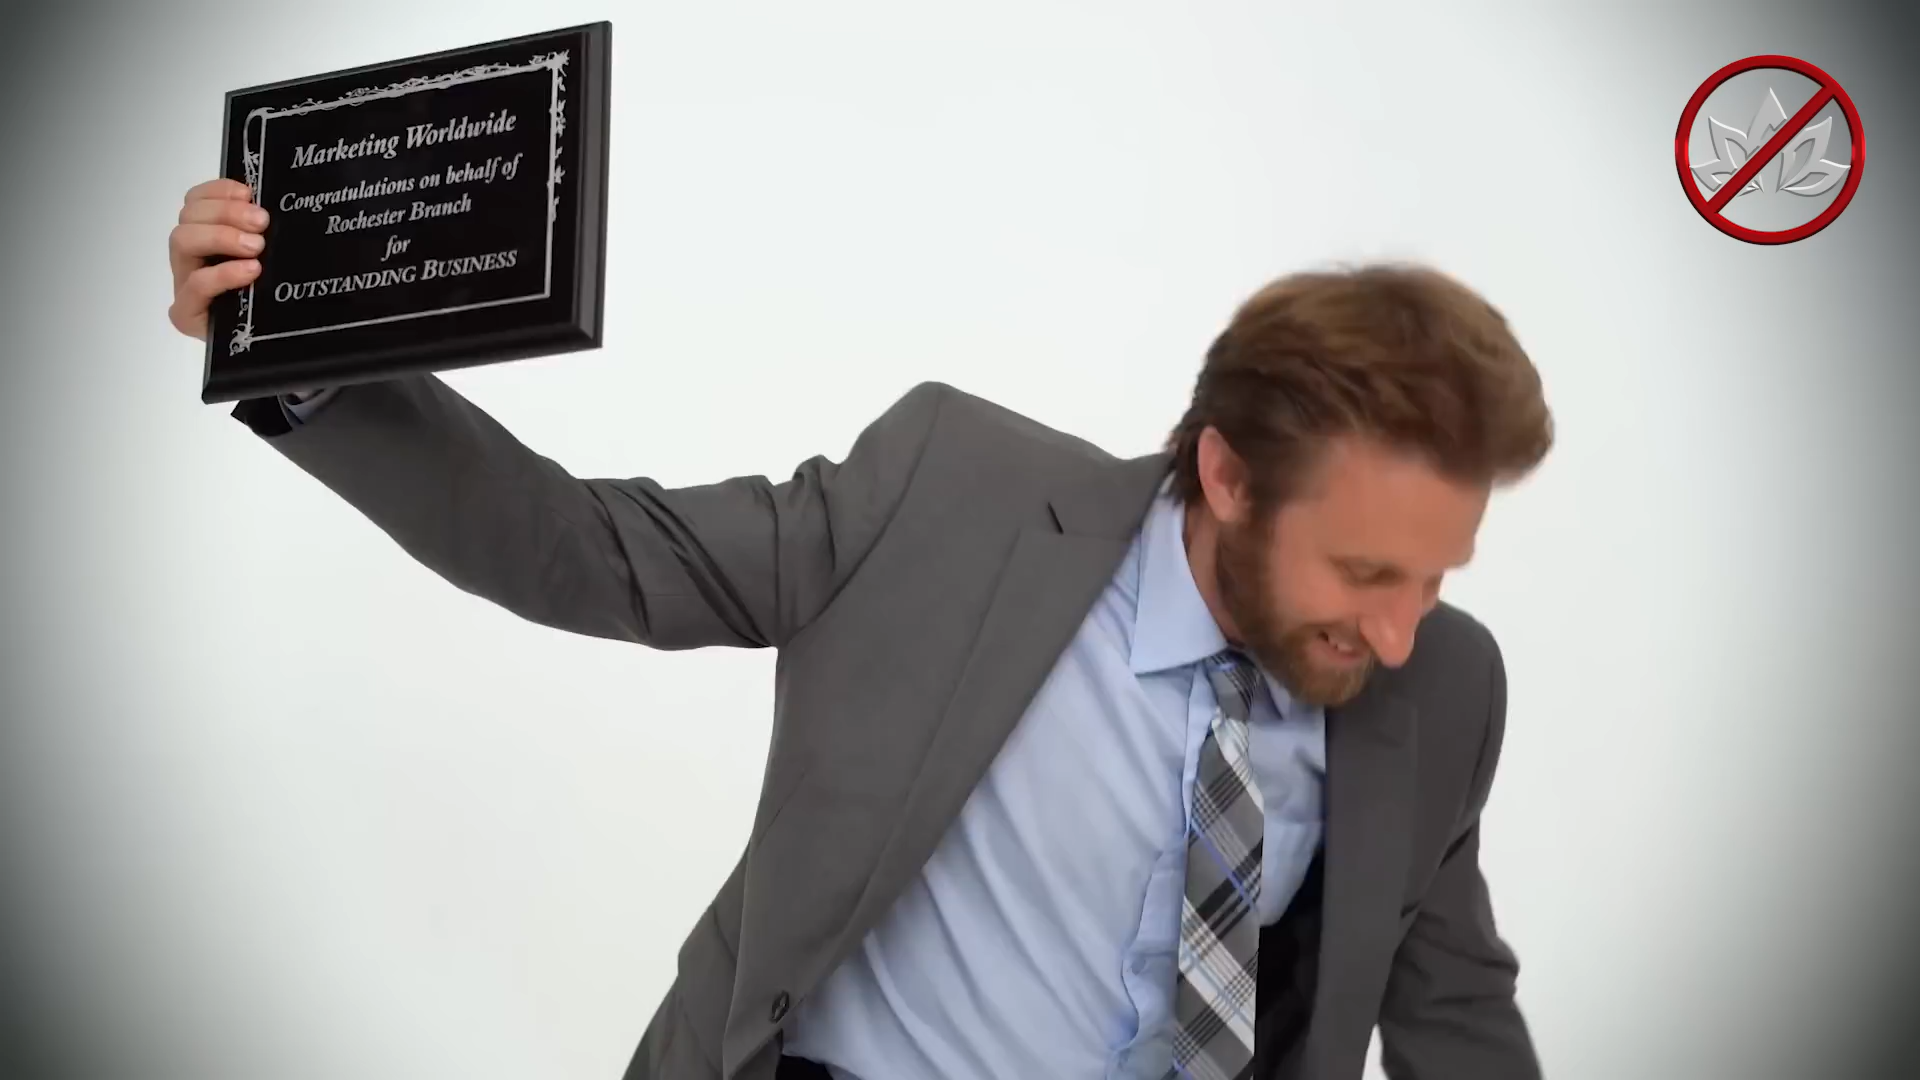 Marketing Worldwide
Congratulations on behalf of
Rochester Branch
for
OUTSTANDING BUSINESS